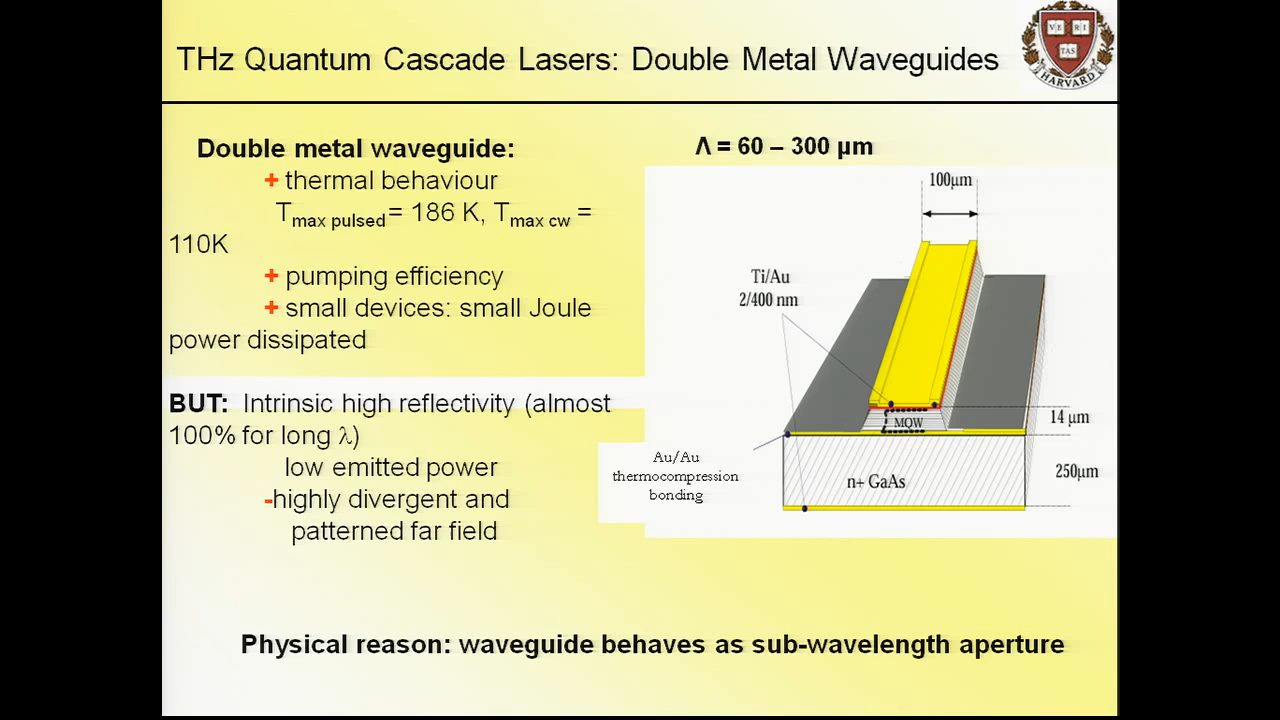 THz Quantum Cascade Lasers: Double Metal Waveguides
VE RI
TAS
HARVARD
Double metal waveguide:
+ thermal behaviour
Tmax pulsed = 186 K, Tmax cw =
110K
+ pumping efficiency
+ small devices: small Joule
power dissipated
BUT: Intrinsic high reflectivity (almost
100% for long λ)
low emitted power
-highly divergent and
patterned far field
Λ = 60 – 300 μm
100μm
Ti/Au
2/400 nm
MQW
14 μm
Au/Au
thermocompression
bonding
n+ GaAs
250μm
Physical reason: waveguide behaves as sub-wavelength aperture